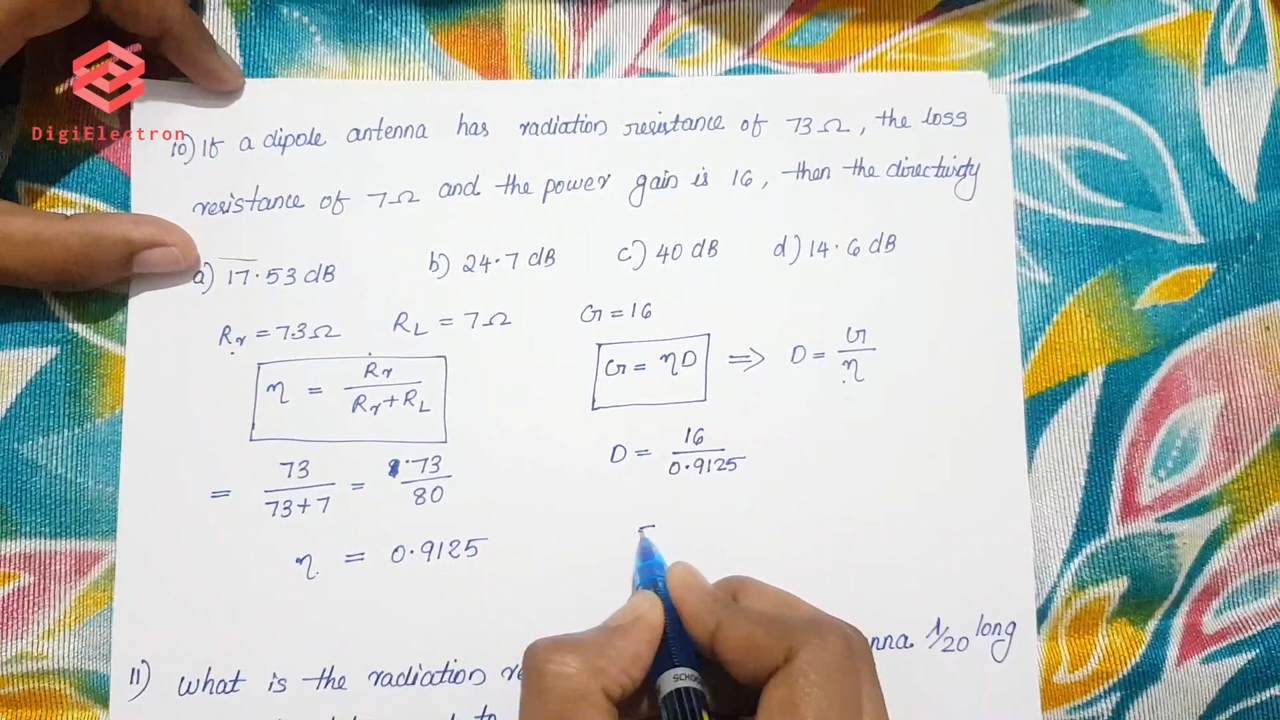 DigiElectron
10) If a dipole antenna has radiation resistance of 73Ω, the loss
resistance of 7Ω and the power gain is 16, then the directivity
a) 17.53 dB b) 24.7 dB c) 40 dB d) 14.6 dB
Rr = 73Ω RL = 7Ω G = 16
η = Rr / Rr+RL G = ηD ⟹ D = G / η
= 73 / 73+7 = 73 / 80 D = 16 / 0.9125
η = 0.9125
11) what is the radiation λ/20 long